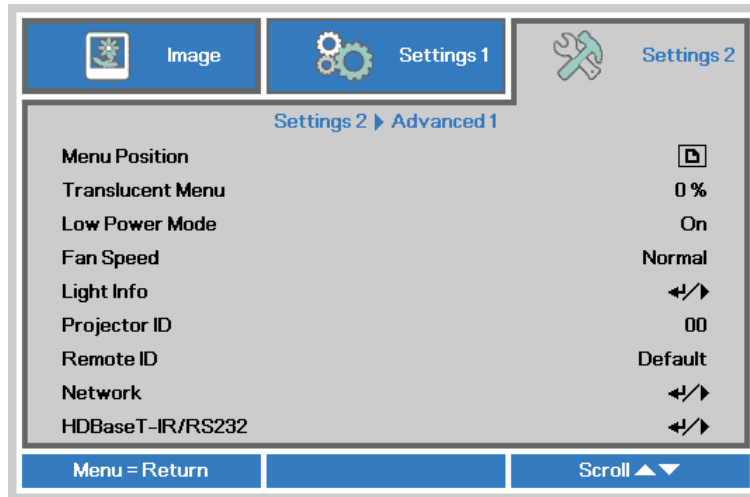 Image Settings 1 Settings 2
Settings 2 ▶ Advanced 1
Menu Position
Translucent Menu 0 %
Low Power Mode On
Fan Speed Normal
Light Info ↵/▶
Projector ID 00
Remote ID Default
Network ↵/▶
HDBaseT-IR/RS232 ↵/▶
Menu = Return Scroll ▲▼